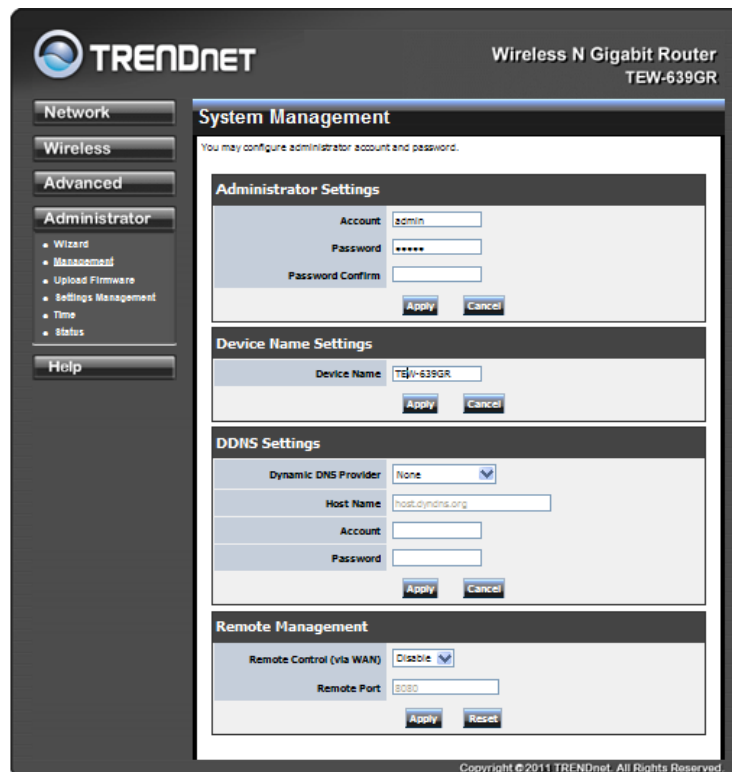 TRENDNET
Wireless N Gigabit Router
TEW-639GR
Network
Wireless
Advanced
Administrator
Wizard
Management
Upload Firmware
Settings Management
Time
Status
Help
System Management
You may configure administrator account and password.
Administrator Settings
Account admin
Password •••••
Password Confirm
Apply Cancel
Device Name Settings
Device Name TEW-639GR
Apply Cancel
DDNS Settings
Dynamic DNS Provider None
Host Name host.dyndns.org
Account
Password
Apply Cancel
Remote Management
Remote Control (via WAN) Disable
Remote Port 8080
Apply Reset
Copyright © 2011 TRENDnet. All Rights Reserved.